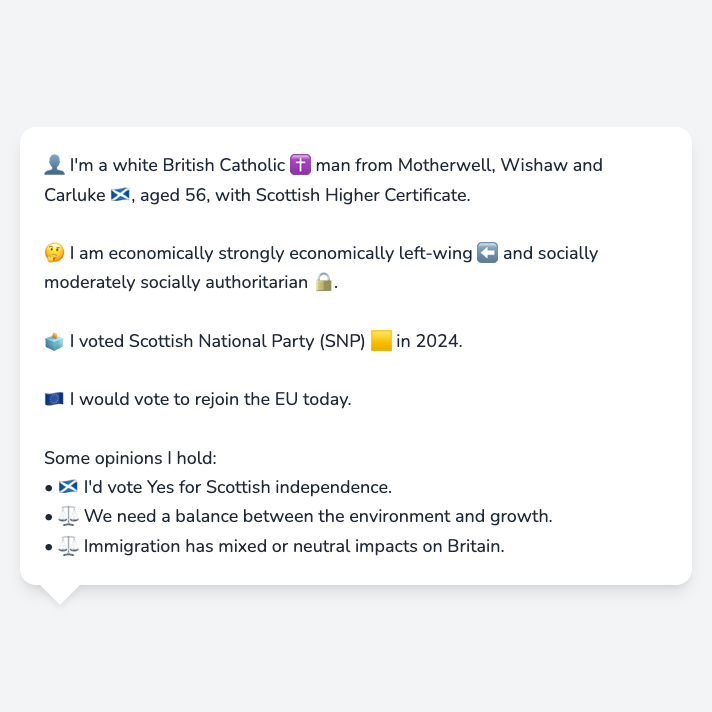 👤 I'm a white British Catholic ✝️ man from Motherwell, Wishaw and
Carluke 🏴󠁧󠁢󠁳󠁣󠁴󠁿, aged 56, with Scottish Higher Certificate.
🤔 I am economically strongly economically left-wing ⬅️ and socially
moderately socially authoritarian 🔒.
🗳️ I voted Scottish National Party (SNP) 🟨 in 2024.
🇪🇺 I would vote to rejoin the EU today.
Some opinions I hold:
• 🏴󠁧󠁢󠁳󠁣󠁴󠁿 I'd vote Yes for Scottish independence.
• ⚖️ We need a balance between the environment and growth.
• ⚖️ Immigration has mixed or neutral impacts on Britain.